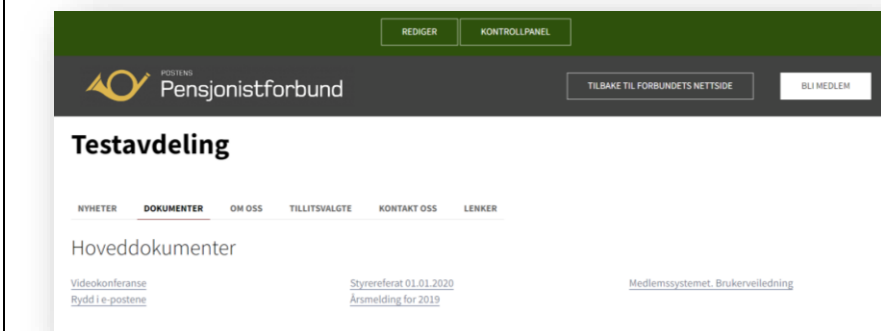 REDIGER KONTROLLPANEL
POSTENS
Pensjonistforbund
TILBAKE TIL FORBUNDETS NETTSIDE BLI MEDLEM
Testavdeling
NYHETER DOKUMENTER OM OSS TILLITSVALGTE KONTAKT OSS LENKER
Hoveddokumenter
Videokonferanse Styrereferat 01.01.2020 Medlemssystemet. Brukerveiledning
Rydd i e-postene Årsmelding for 2019